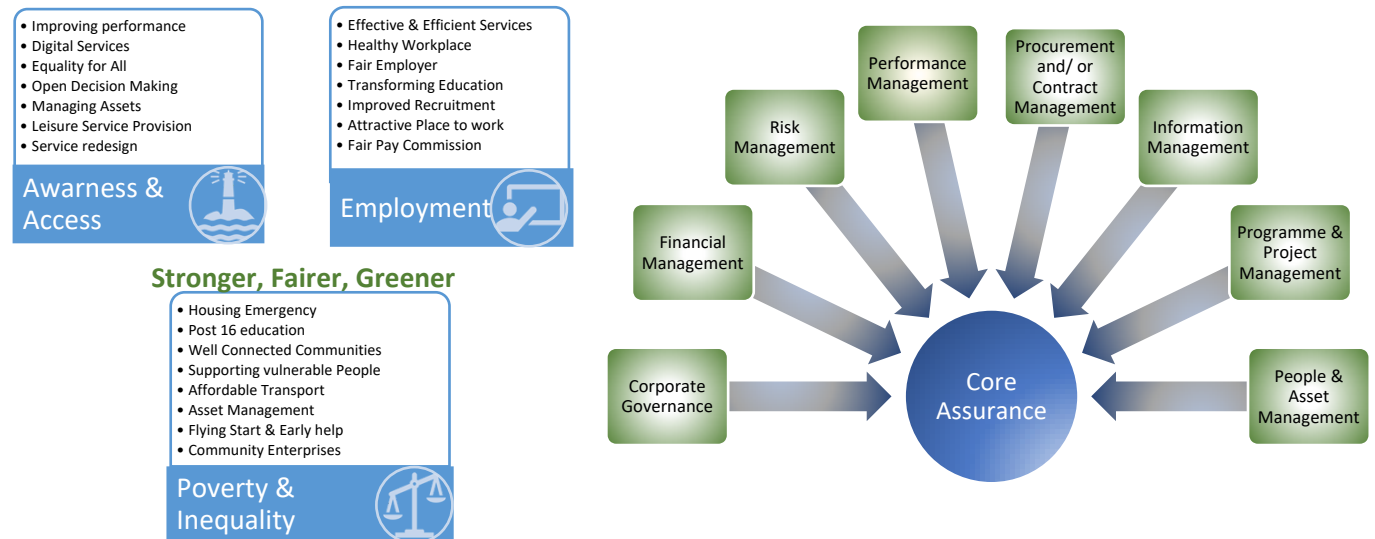 • Improving performance
• Digital Services
• Equality for All
• Open Decision Making
• Managing Assets
• Leisure Service Provision
• Service redesign
Awarness &
Access
• Effective & Efficient Services
• Healthy Workplace
• Fair Employer
• Transforming Education
• Improved Recruitment
• Attractive Place to work
• Fair Pay Commission
Employment
Stronger, Fairer, Greener
• Housing Emergency
• Post 16 education
• Well Connected Communities
• Supporting vulnerable People
• Affordable Transport
• Asset Management
• Flying Start & Early help
• Community Enterprises
Poverty &
Inequality
Corporate
Governance
Financial
Management
Risk
Management
Performance
Management
Procurement
and/ or
Contract
Management
Information
Management
Programme &
Project
Management
People &
Asset
Management
Core
Assurance